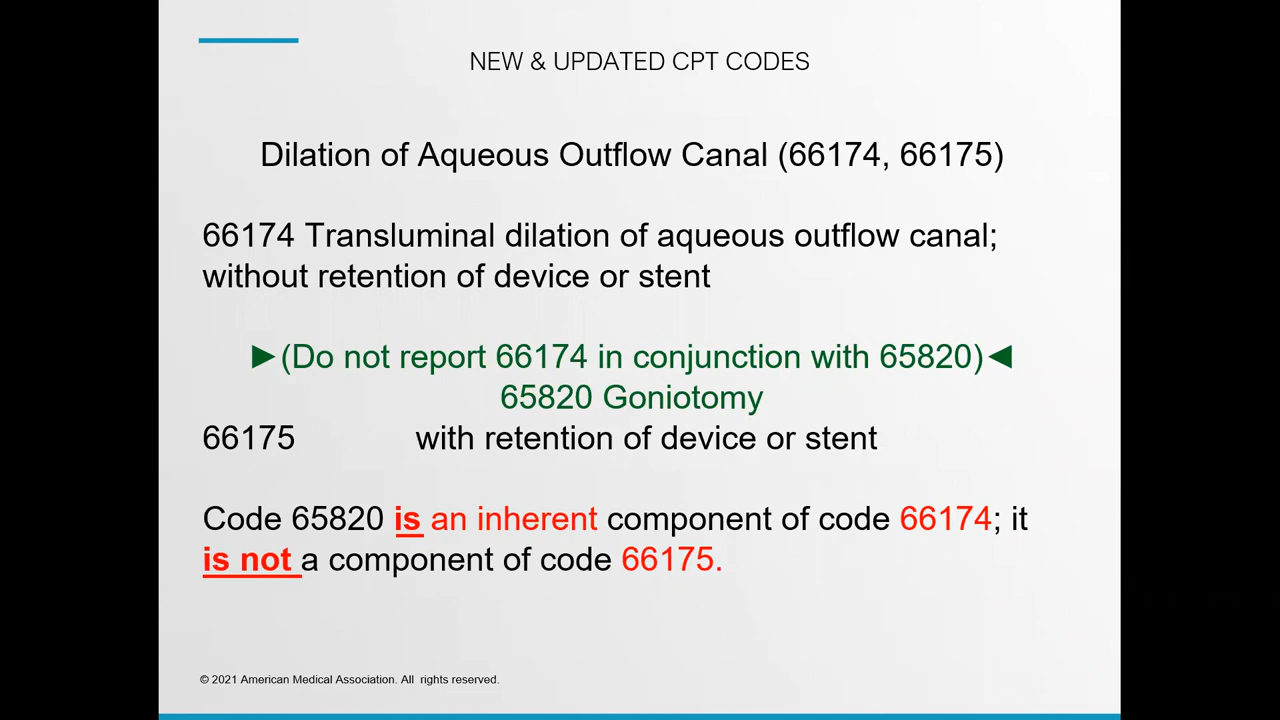 NEW & UPDATED CPT CODES
Dilation of Aqueous Outflow Canal (66174, 66175)
66174 Transluminal dilation of aqueous outflow canal;
without retention of device or stent
►(Do not report 66174 in conjunction with 65820)◄
65820 Goniotomy
66175 with retention of device or stent
Code 65820 is an inherent component of code 66174; it
is not a component of code 66175.
© 2021 American Medical Association. All rights reserved.